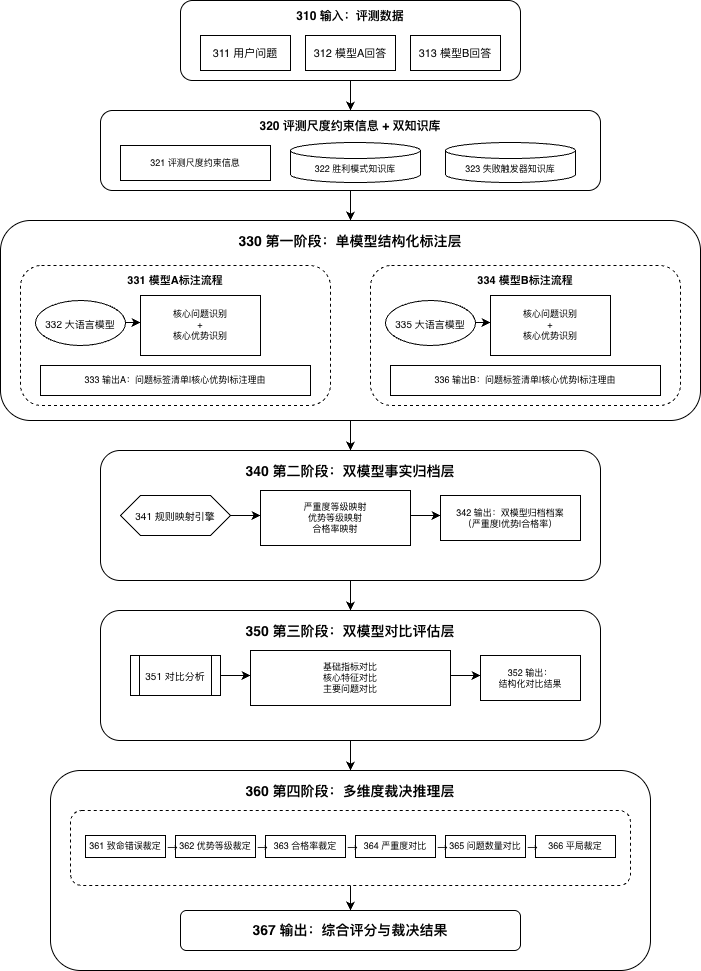 310 输入：评测数据
311 用户问题
312 模型A回答
313 模型B回答
320 评测尺度约束信息 + 双知识库
321 评测尺度约束信息
322 胜利模式知识库
323 失败触发器知识库
330 第一阶段：单模型结构化标注层
331 模型A标注流程
332 大语言模型
核心问题识别
+
核心优势识别
333 输出A：问题标签清单|核心优势|标注理由
334 模型B标注流程
335 大语言模型
核心问题识别
+
核心优势识别
336 输出B：问题标签清单|核心优势|标注理由
340 第二阶段：双模型事实归档层
341 规则映射引擎
严重度等级映射
优势等级映射
合格率映射
342 输出：双模型归档档案
（严重度|优势|合格率）
350 第三阶段：双模型对比评估层
351 对比分析
基础指标对比
核心特征对比
主要问题对比
352 输出：
结构化对比结果
360 第四阶段：多维度裁决推理层
361 致命错误裁定
362 优势等级裁定
363 合格率裁定
364 严重度对比
365 问题数量对比
366 平局裁定
367 输出：综合评分与裁决结果